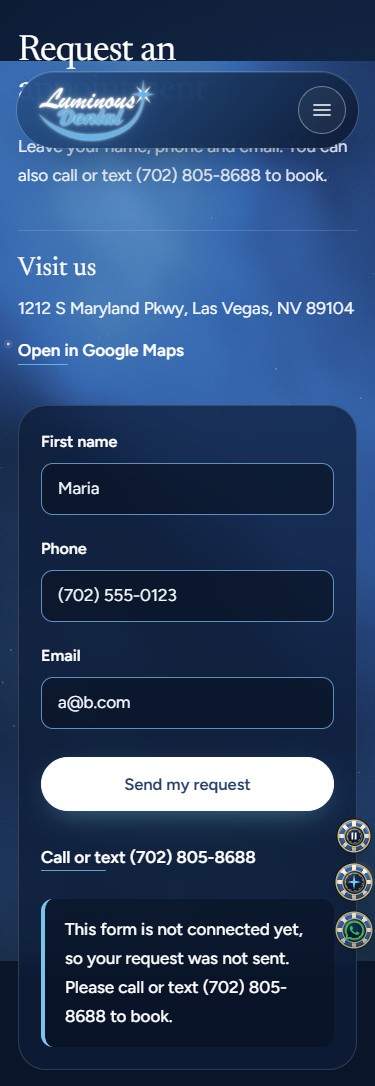 Request an
appointment
Luminous
Dental
Leave your name, phone and email. You can
also call or text (702) 805-8688 to book.
Visit us
1212 S Maryland Pkwy, Las Vegas, NV 89104
Open in Google Maps
First name
Maria
Phone
(702) 555-0123
Email
a@b.com
Send my request
Call or text (702) 805-8688
This form is not connected yet,
so your request was not sent.
Please call or text (702) 805-
8688 to book.